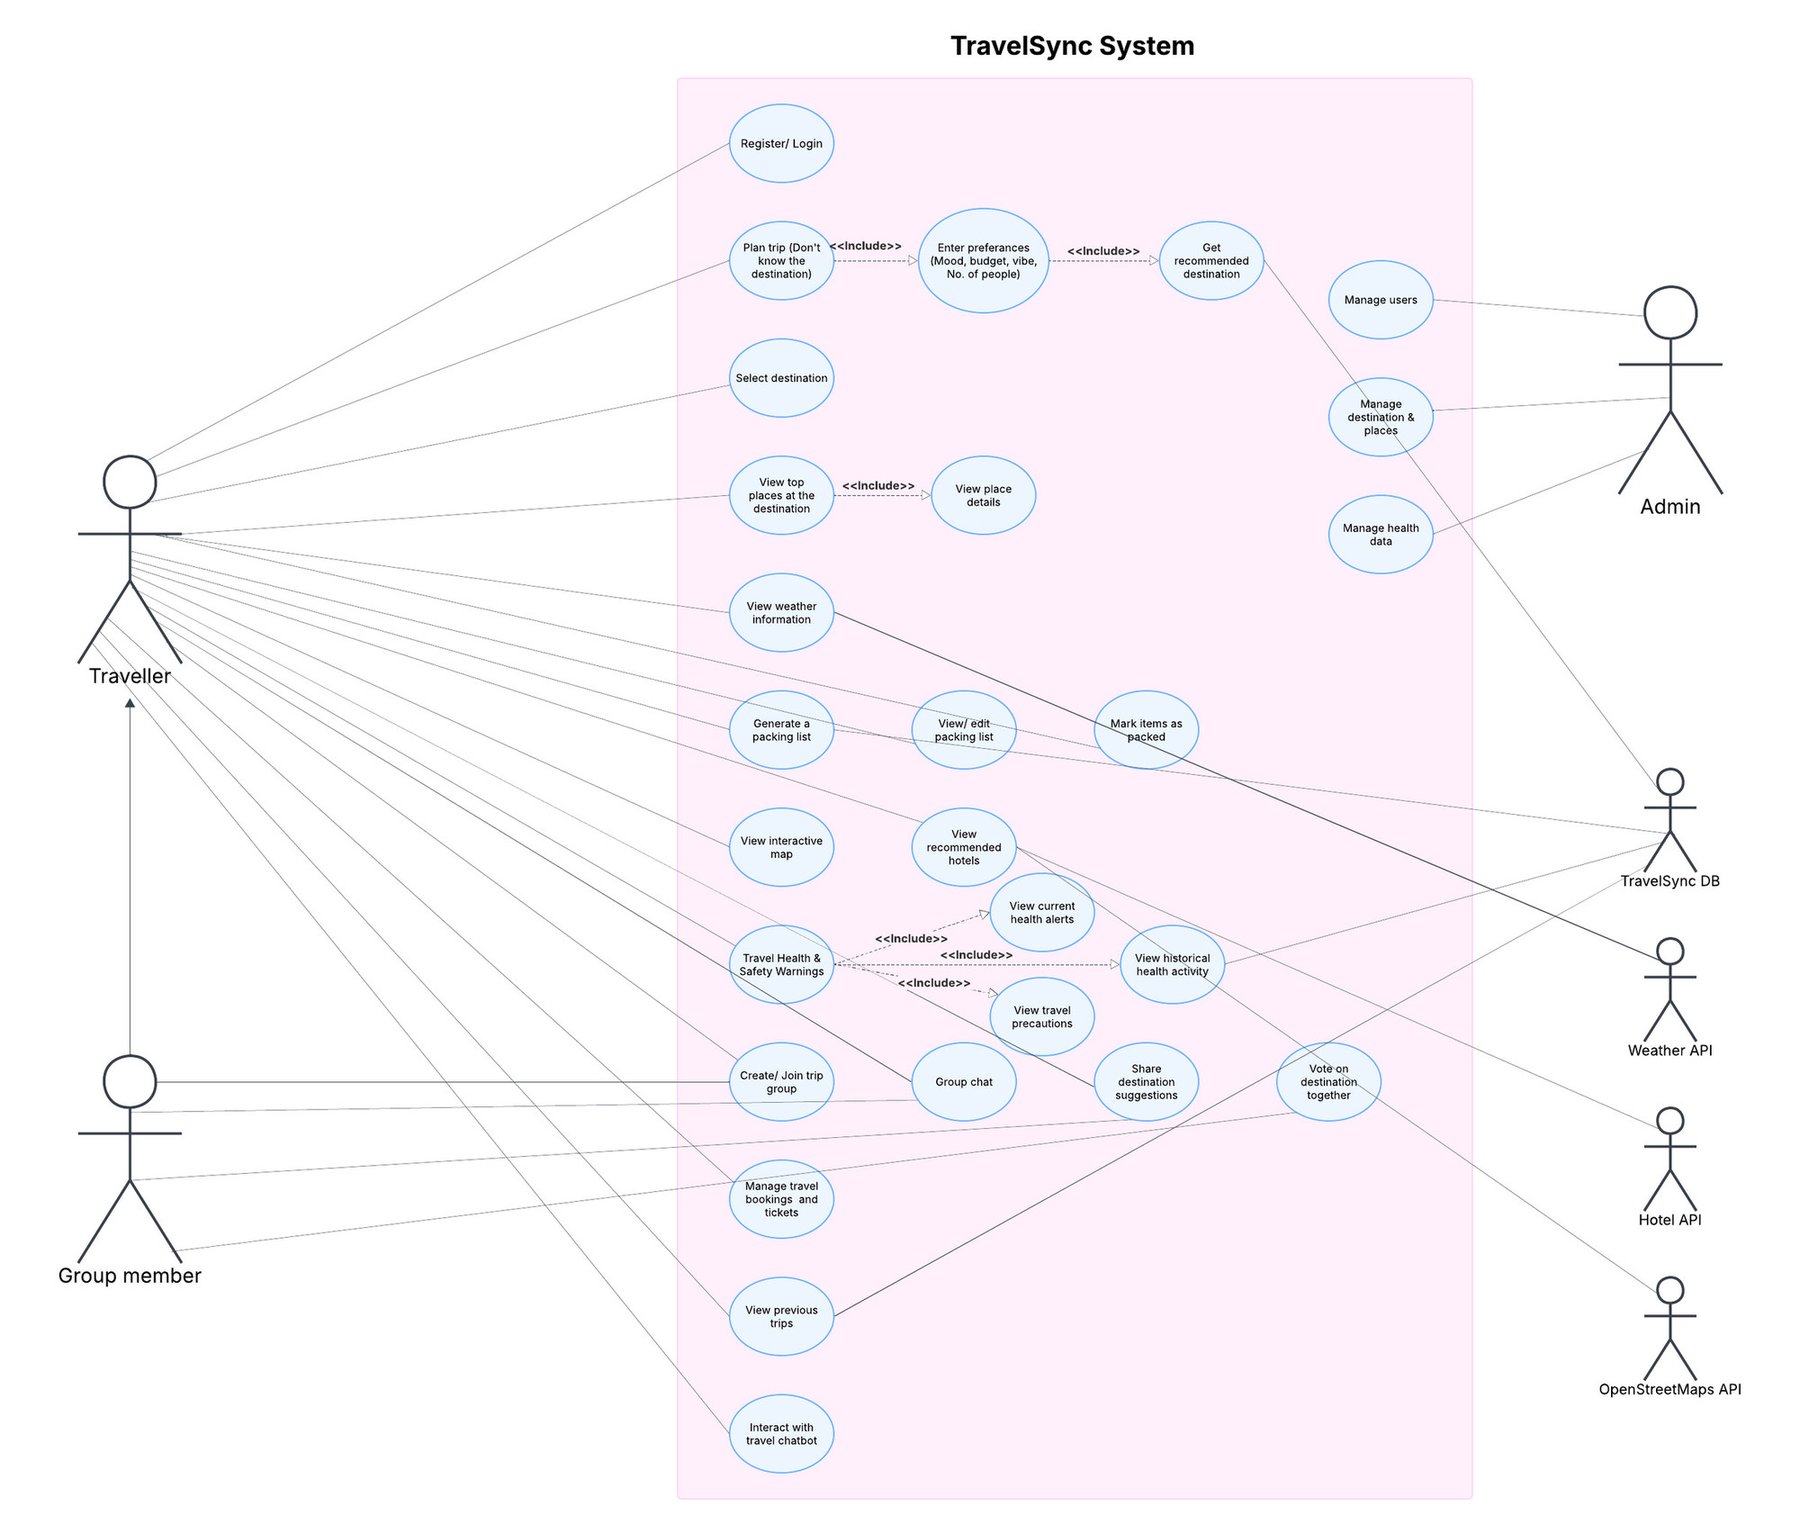 TravelSync System
Register/ Login
Plan trip (Don't
know the
destination)
<<Include>>
Enter preferances
(Mood, budget, vibe,
No. of people)
<<Include>>
Get
recommended
destination
Manage users
Select destination
Manage
destination &
places
View top
places at the
destination
<<Include>>
View place
details
Manage health
data
Admin
View weather
information
Traveller
Generate a
packing list
View/ edit
packing list
Mark items as
packed
View interactive
map
View
recommended
hotels
TravelSync DB
View current
health alerts
<<Include>>
Travel Health &
Safety Warnings
<<Include>>
View historical
health activity
<<Include>>
View travel
precautions
Weather API
Create/ Join trip
group
Group chat
Share
destination
suggestions
Vote on
destination
together
Manage travel
bookings  and
tickets
Hotel API
Group member
View previous
trips
OpenStreetMaps API
Interact with
travel chatbot